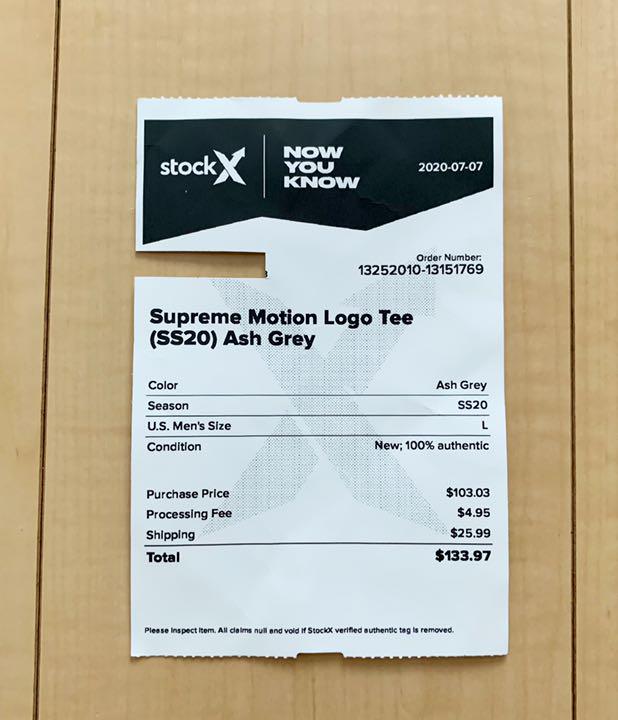 stockX
NOW
YOU
KNOW
2020-07-07
Order Number:
13252010-13151769
Supreme Motion Logo Tee
(SS20) Ash Grey
Color Ash Grey
Season SS20
U.S. Men's Size L
Condition New; 100% authentic
Purchase Price $103.03
Processing Fee $4.95
Shipping $25.99
Total $133.97
Please inspect item. All claims null and void if StockX verified authentic tag is removed.